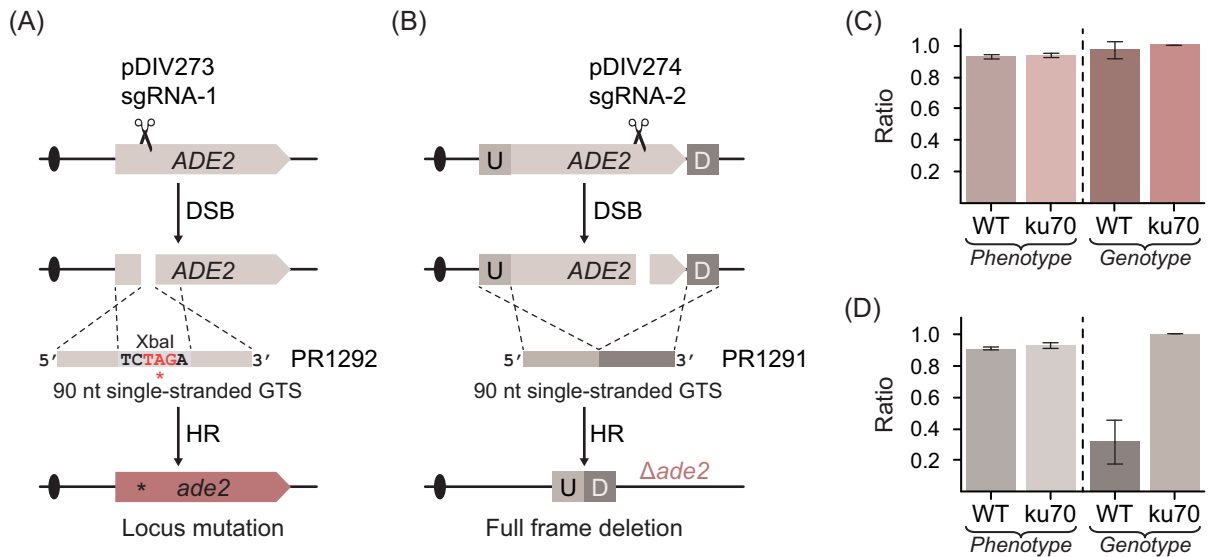 (A)
pDIV273
sgRNA-1
ADE2
DSB
ADE2
XbaI
5′ TCTAGA 3′ PR1292
*
90 nt single-stranded GTS
HR
* ade2
Locus mutation
(B)
pDIV274
sgRNA-2
U ADE2 D
DSB
U ADE2 D
5′ 3′ PR1291
90 nt single-stranded GTS
HR
Δade2
U D
Full frame deletion
(C)
Ratio
1.0
0.8
0.6
0.4
0.2
WT ku70 WT ku70
Phenotype Genotype
(D)
Ratio
1.0
0.8
0.6
0.4
0.2
WT ku70 WT ku70
Phenotype Genotype